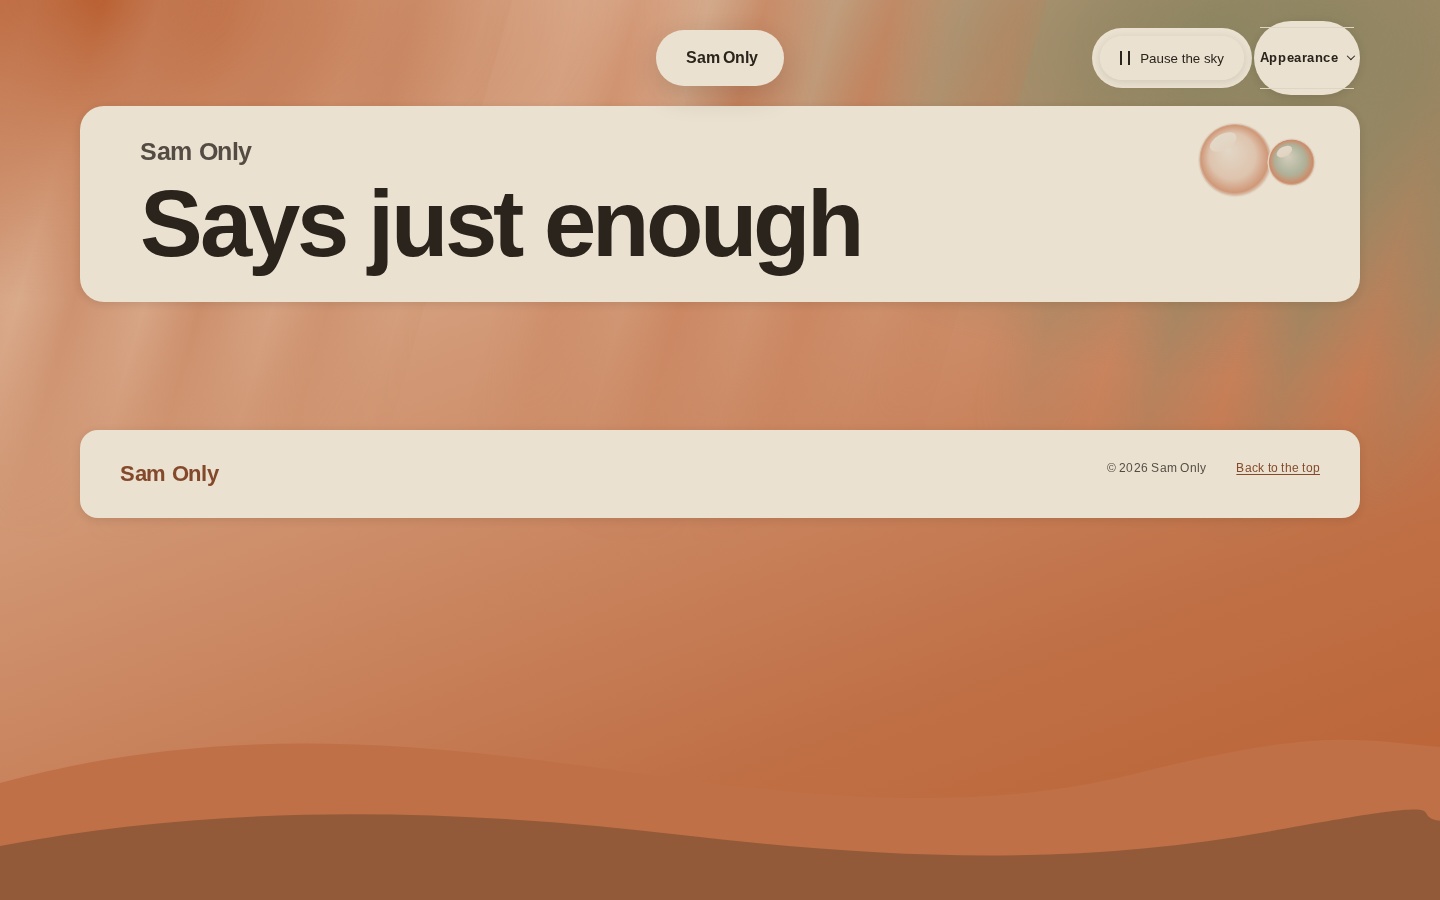 Sam Only
Pause the sky
Appearance
Sam Only
Says just enough
Sam Only
© 2026 Sam Only
Back to the top